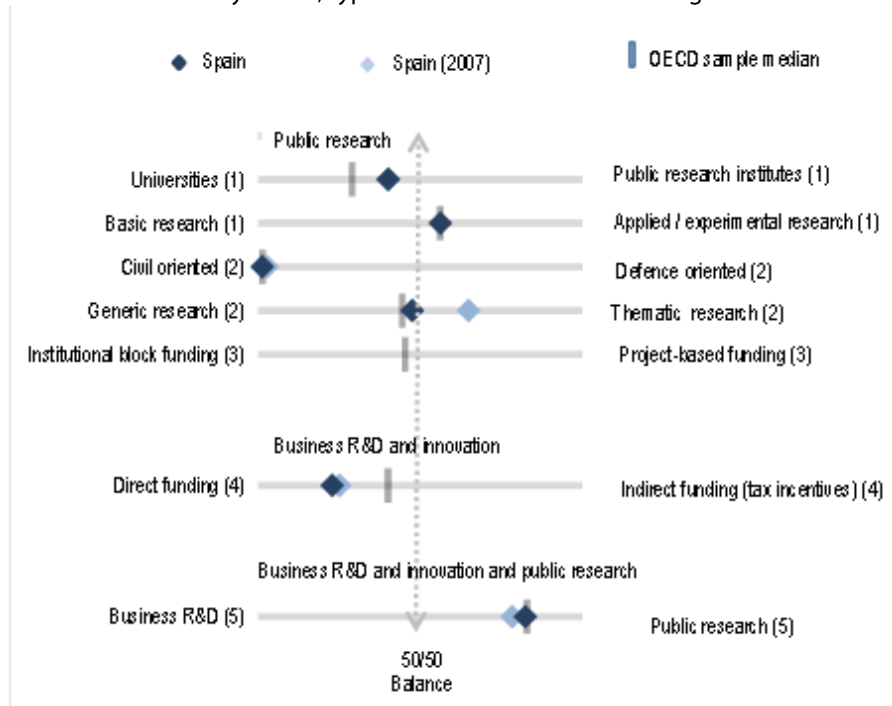 Spain
Spain (2007)
OECD sample median
Public research
Universities (1)
Public research institutes (1)
Basic research (1)
Applied / experimental research (1)
Civil oriented (2)
Defence oriented (2)
Generic research (2)
Thematic research (2)
Institutional block funding (3)
Project-based funding (3)
Business R&D and innovation
Direct funding (4)
Indirect funding (tax incentives) (4)
Business R&D and innovation and public research
Business R&D (5)
Public research (5)
50/50
Balance